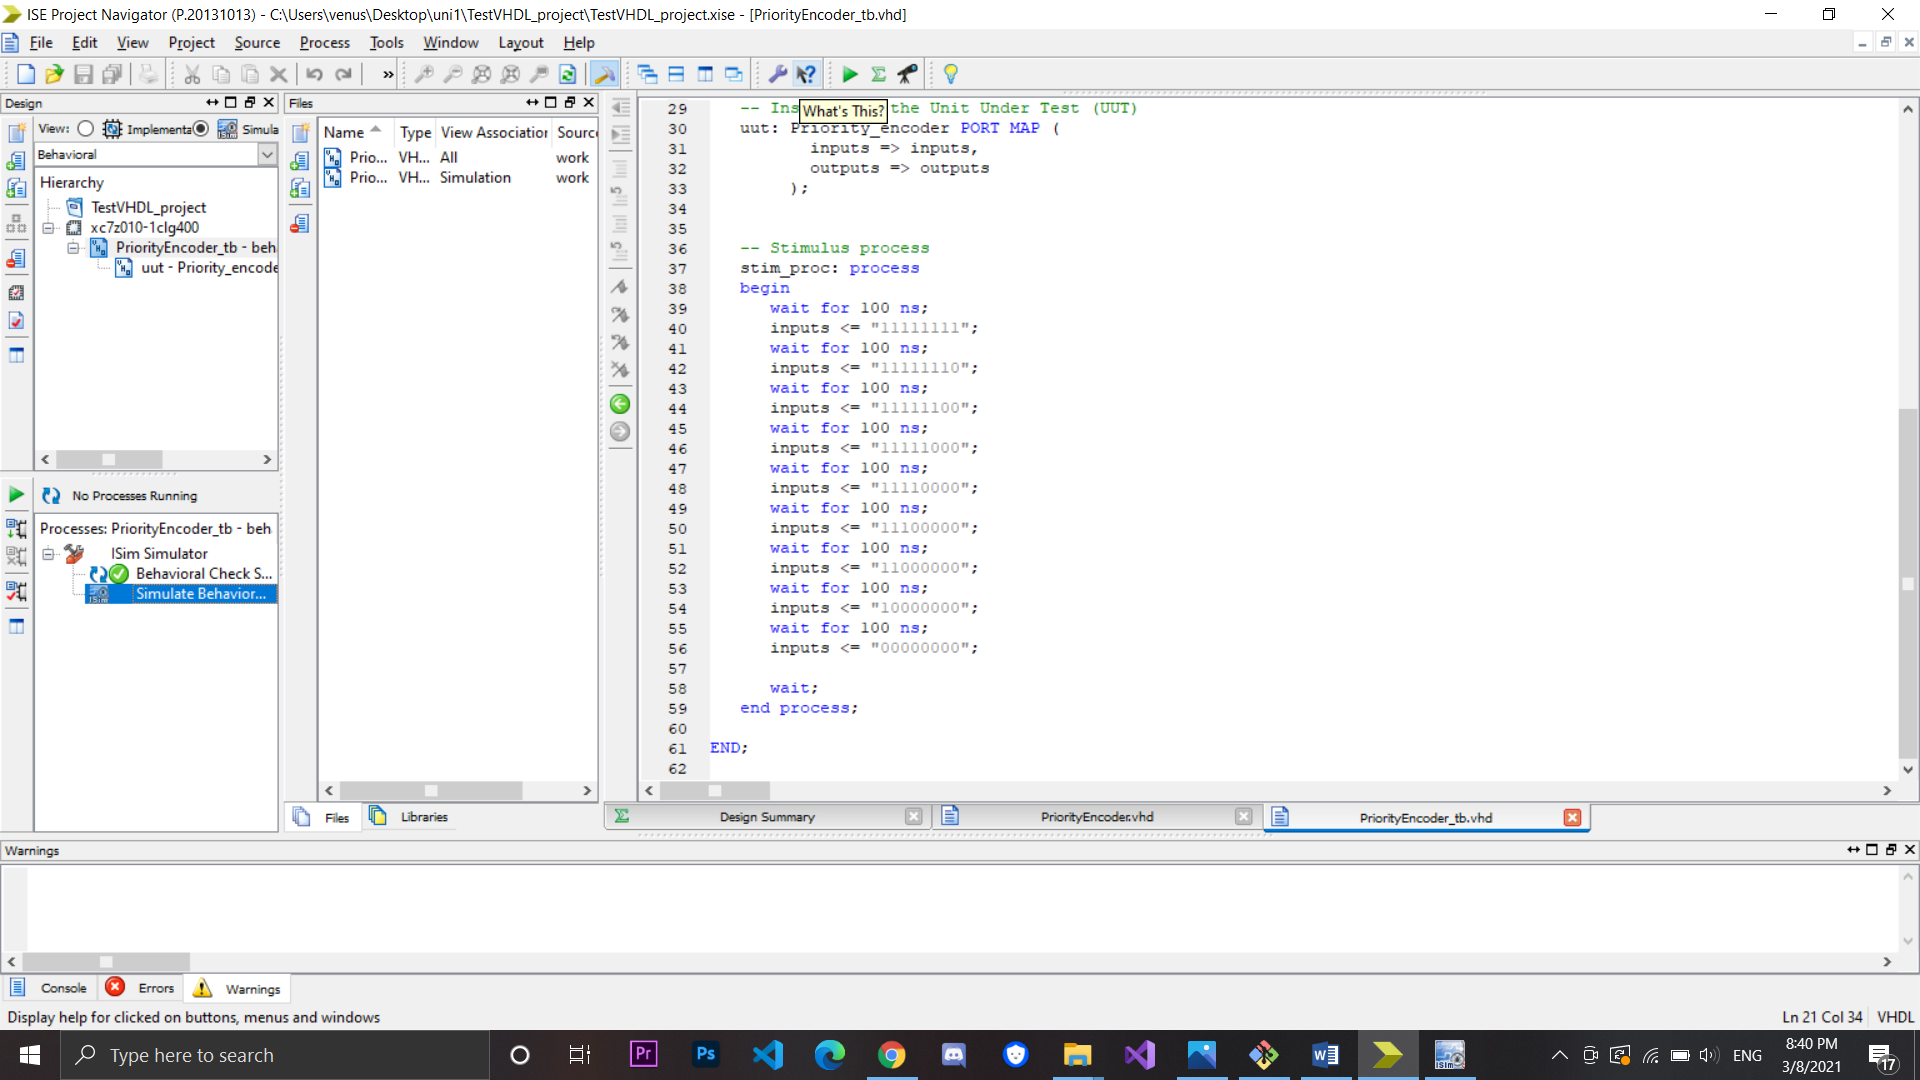 ISE Project Navigator (P.20131013) - C:\Users\venus\Desktop\uni1\TestVHDL_project\TestVHDL_project.xise - [PriorityEncoder_tb.vhd]
File Edit View Project Source Process Tools Window Layout Help
»
Design
View: Implementa Simula
Behavioral
Hierarchy
TestVHDL_project
xc7z010-1clg400
PriorityEncoder_tb - beh
uut - Priority_encode
No Processes Running
Processes: PriorityEncoder_tb - beh
ISim Simulator
Behavioral Check S...
Simulate Behavior...
Files
Name Type View Association Source
Prio... VH... All work
Prio... VH... Simulation work
Files Libraries
What's This?
29 -- Ins the Unit Under Test (UUT)
30 uut: Priority_encoder PORT MAP (
31 inputs => inputs,
32 outputs => outputs
33 );
34
35
36 -- Stimulus process
37 stim_proc: process
38 begin
39 wait for 100 ns;
40 inputs <= "11111111";
41 wait for 100 ns;
42 inputs <= "11111110";
43 wait for 100 ns;
44 inputs <= "11111100";
45 wait for 100 ns;
46 inputs <= "11111000";
47 wait for 100 ns;
48 inputs <= "11110000";
49 wait for 100 ns;
50 inputs <= "11100000";
51 wait for 100 ns;
52 inputs <= "11000000";
53 wait for 100 ns;
54 inputs <= "10000000";
55 wait for 100 ns;
56 inputs <= "00000000";
57
58 wait;
59 end process;
60
61 END;
62
Design Summary PriorityEncoder.vhd PriorityEncoder_tb.vhd
Warnings
Console Errors Warnings
Display help for clicked on buttons, menus and windows
Ln 21 Col 34 VHDL
Type here to search
Pr Ps
ENG
8:40 PM
3/8/2021
17